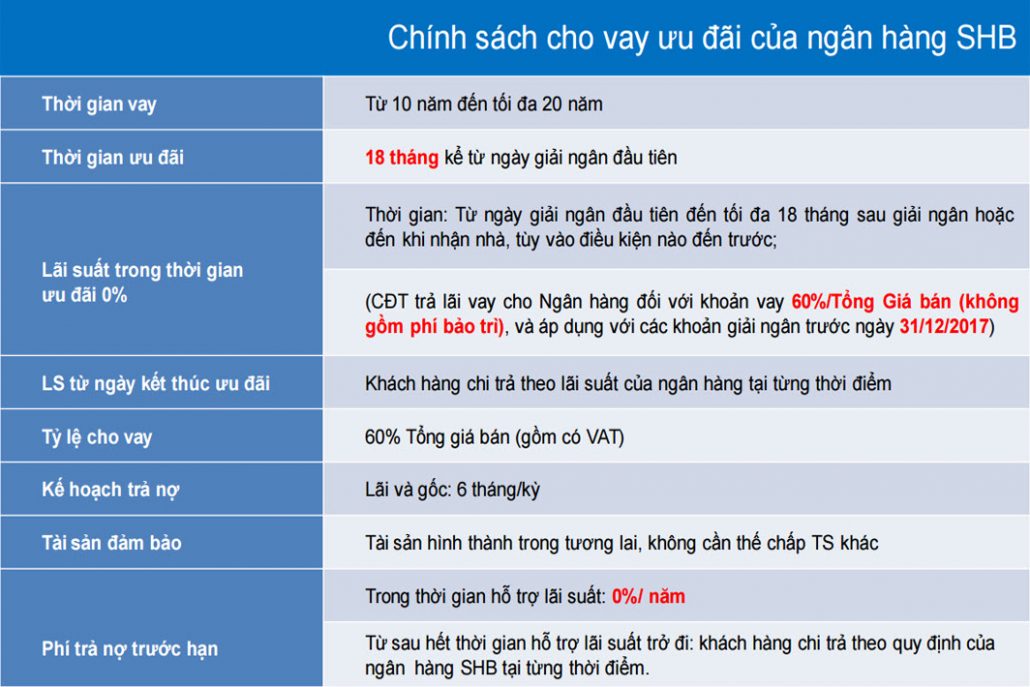 Chính sách cho vay ưu đãi của ngân hàng SHB
Thời gian vay
Từ 10 năm đến tối đa 20 năm
Thời gian ưu đãi
18 tháng kể từ ngày giải ngân đầu tiên
Lãi suất trong thời gian
ưu đãi 0%
Thời gian: Từ ngày giải ngân đầu tiên đến tối đa 18 tháng sau giải ngân hoặc
đến khi nhận nhà, tùy vào điều kiện nào đến trước;
(CĐT trả lãi vay cho Ngân hàng đối với khoản vay 60%/Tổng Giá bán (không
gồm phí bảo trì), và áp dụng với các khoản giải ngân trước ngày 31/12/2017)
LS từ ngày kết thúc ưu đãi
Khách hàng chi trả theo lãi suất của ngân hàng tại từng thời điểm
Tỷ lệ cho vay
60% Tổng giá bán (gồm có VAT)
Kế hoạch trả nợ
Lãi và gốc: 6 tháng/kỳ
Tài sản đảm bảo
Tài sản hình thành trong tương lai, không cần thế chấp TS khác
Phí trả nợ trước hạn
Trong thời gian hỗ trợ lãi suất: 0%/ năm
Từ sau hết thời gian hỗ trợ lãi suất trở đi: khách hàng chi trả theo quy định của
ngân hàng SHB tại từng thời điểm.